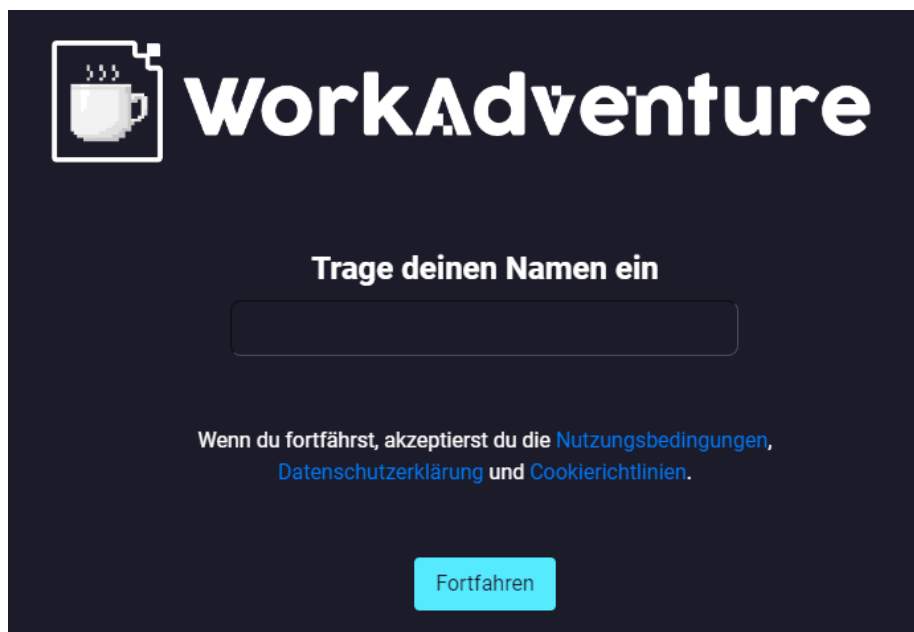 WorkAdventure
Trage deinen Namen ein
Wenn du fortfährst, akzeptierst du die Nutzungsbedingungen,
Datenschutzerklärung und Cookierichtlinien.
Fortfahren